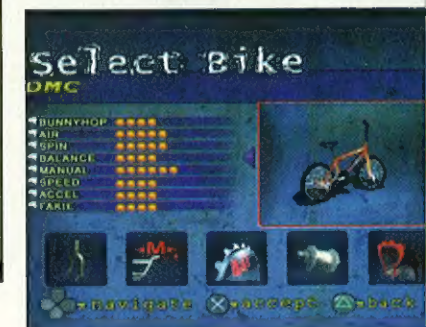 Select Bike
DMC
BUNNYHOP
AIR
SPIN
BALANCE
MANUAL
SPEED
ACCEL
FAKIE
M
navigate accept back